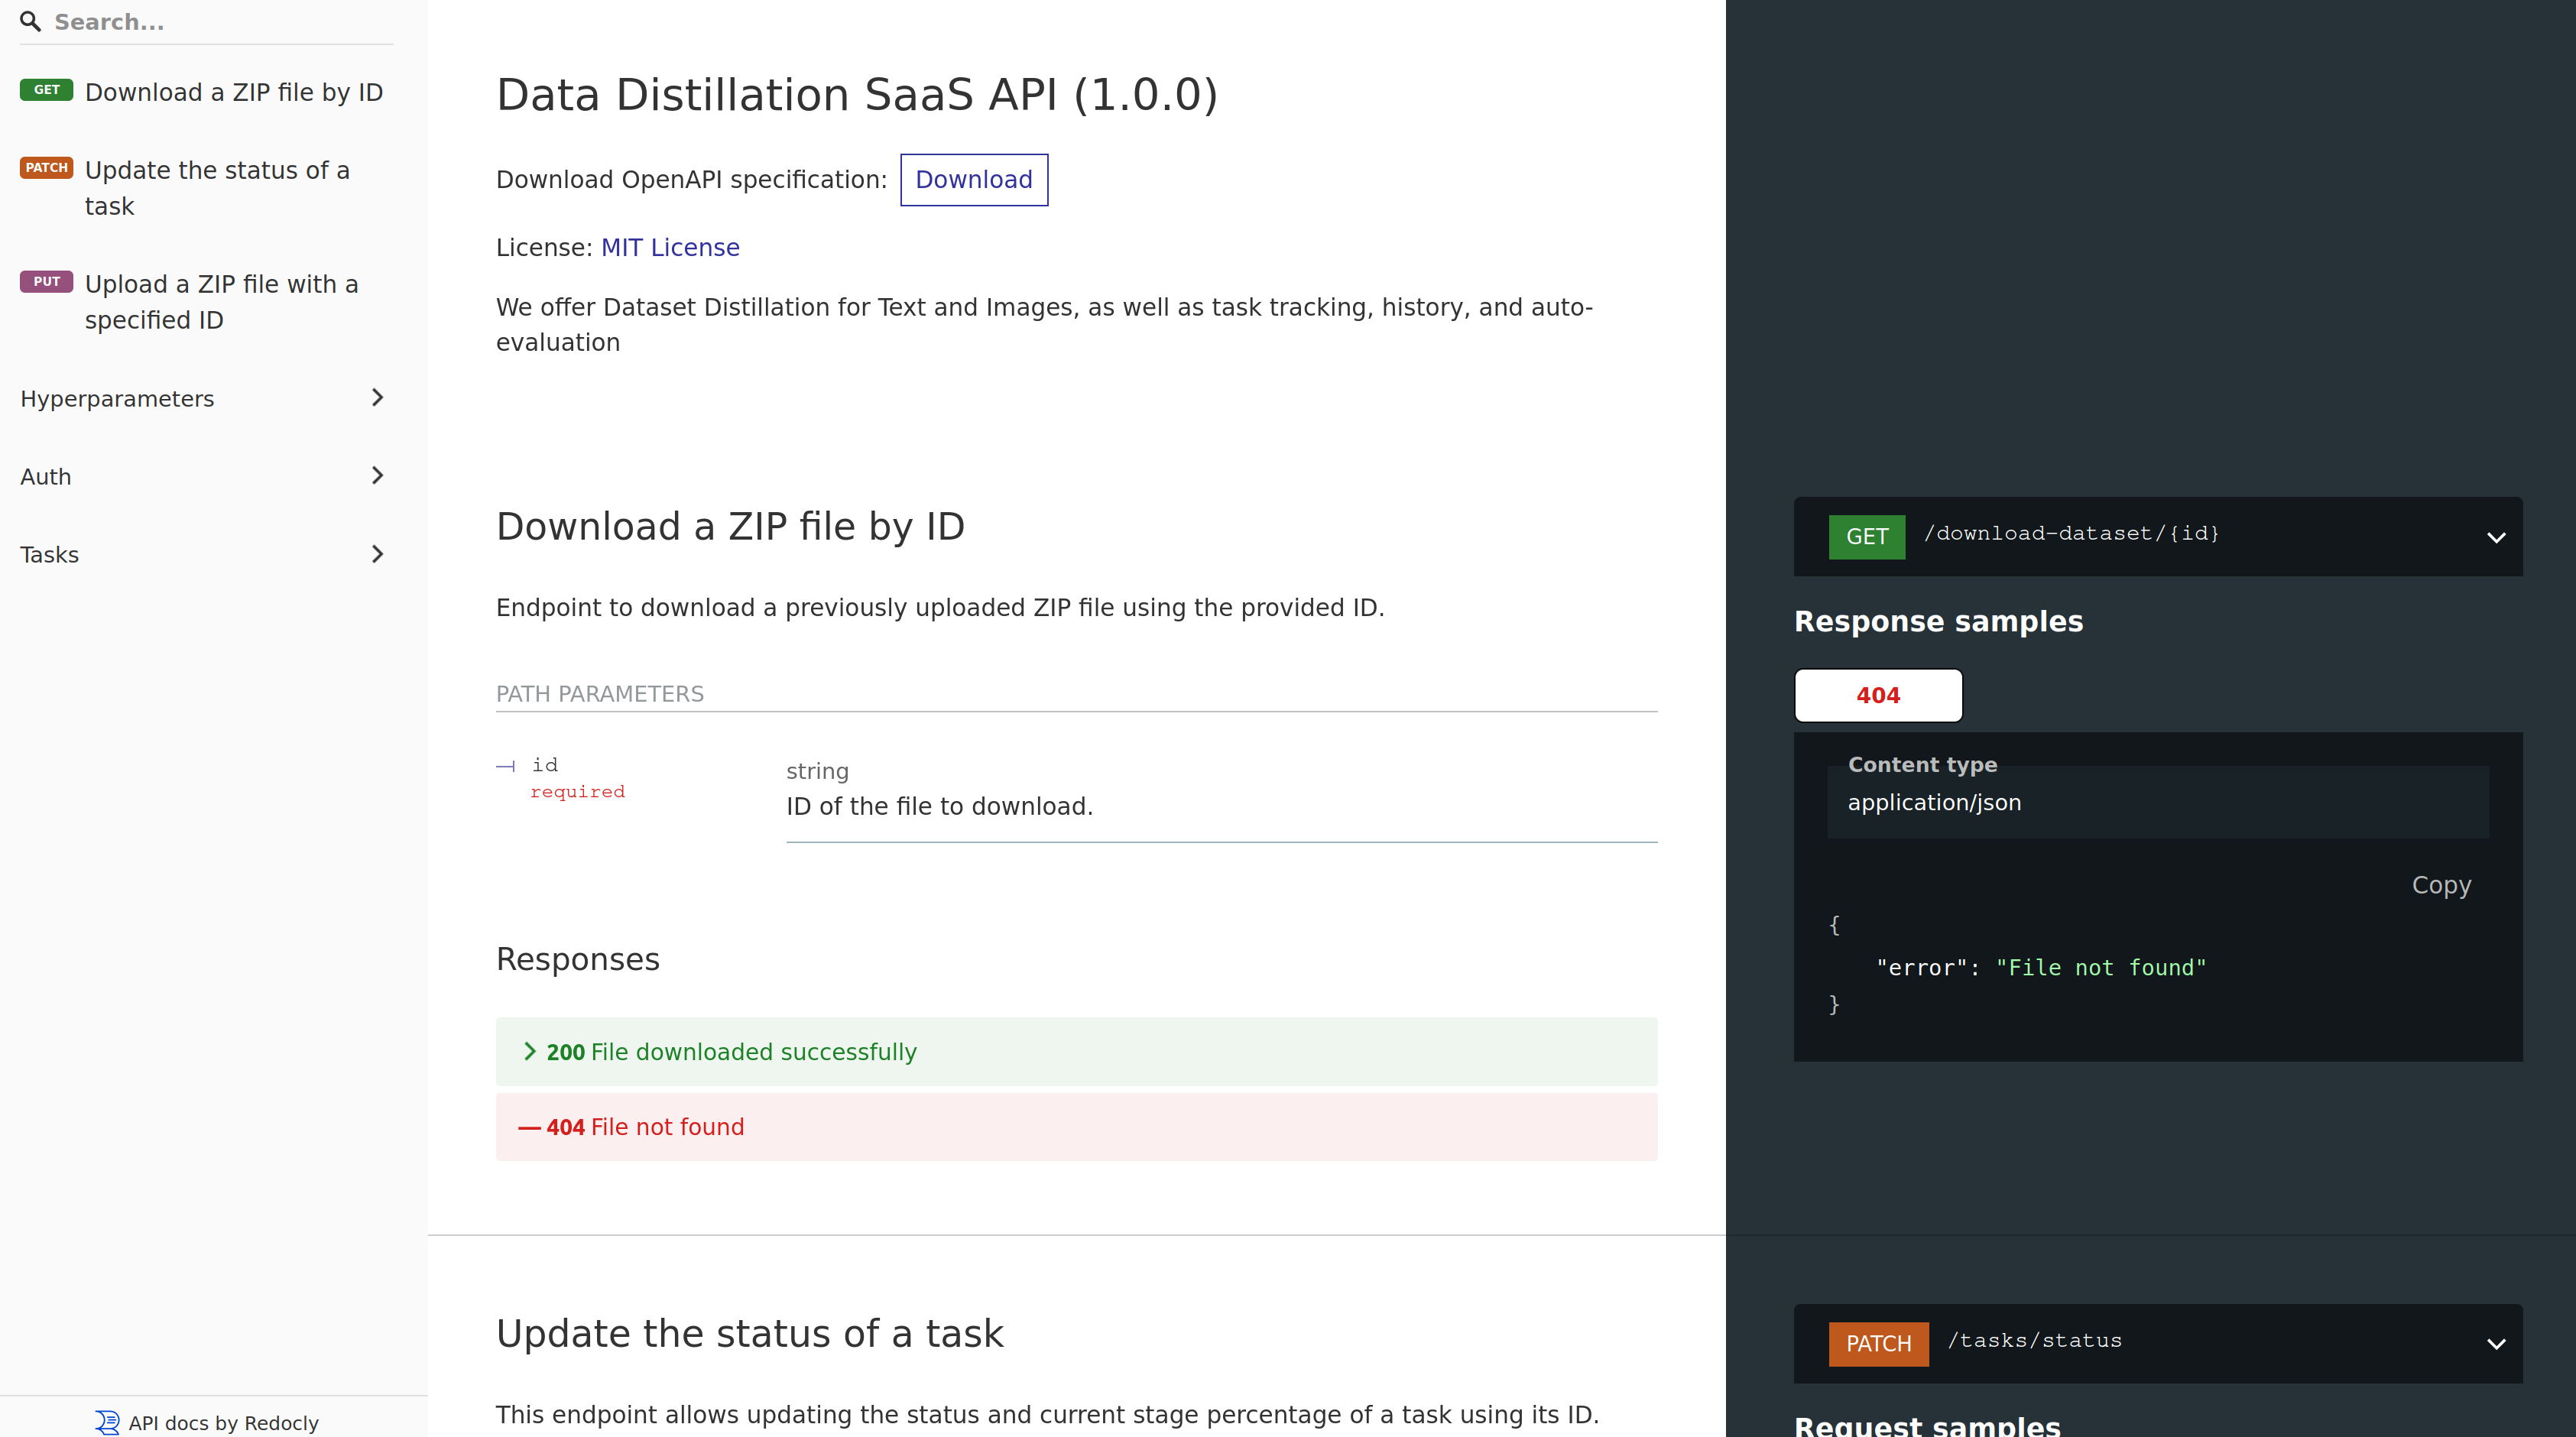 Search...
GET Download a ZIP file by ID
PATCH Update the status of a
task
PUT Upload a ZIP file with a
specified ID
Hyperparameters
Auth
Tasks
API docs by Redocly
Data Distillation SaaS API (1.0.0)
Download OpenAPI specification: Download
License: MIT License
We offer Dataset Distillation for Text and Images, as well as task tracking, history, and auto-
evaluation
Download a ZIP file by ID
Endpoint to download a previously uploaded ZIP file using the provided ID.
PATH PARAMETERS
id
required
string
ID of the file to download.
Responses
200 File downloaded successfully
404 File not found
GET /download-dataset/{id}
Response samples
404
Content type
application/json
Copy
{
"error": "File not found"
}
Update the status of a task
This endpoint allows updating the status and current stage percentage of a task using its ID.
PATCH /tasks/status
Request samples